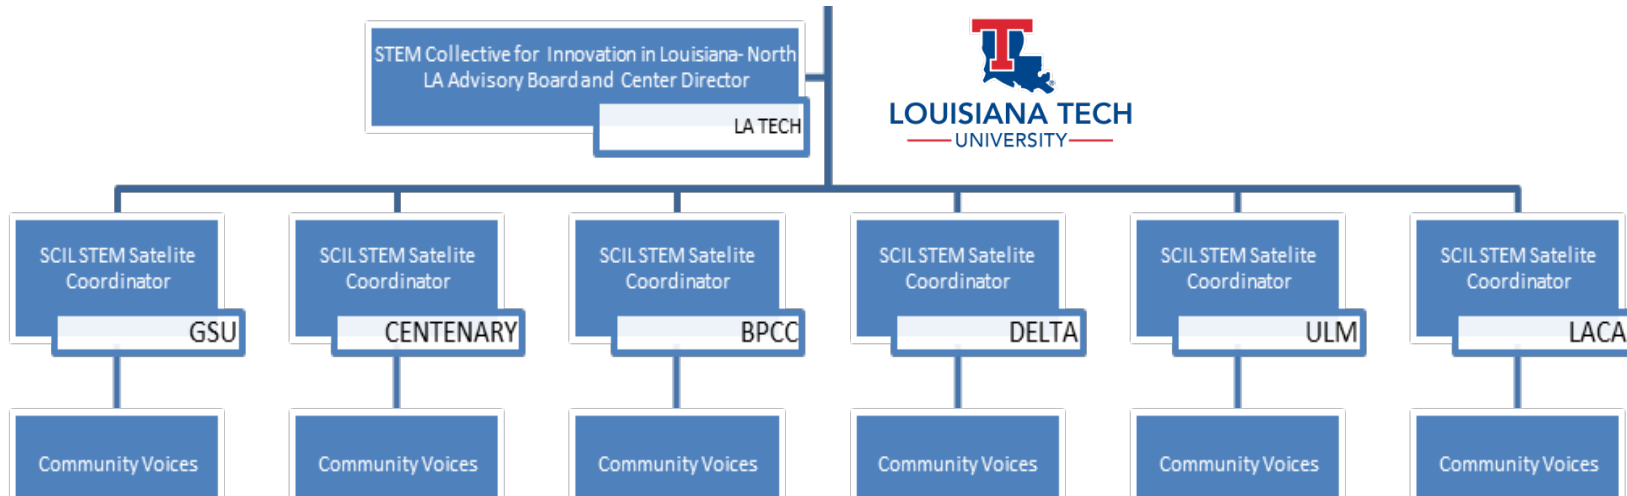 STEM Collective for Innovation in Louisiana- North
LA Advisory Board and Center Director
LA TECH
LOUISIANA TECH
UNIVERSITY
SCIL STEM Satelite
Coordinator
GSU
SCIL STEM Satelite
Coordinator
CENTENARY
SCIL STEM Satelite
Coordinator
BPCC
SCIL STEM Satelite
Coordinator
DELTA
SCIL STEM Satelite
Coordinator
ULM
SCIL STEM Satelite
Coordinator
LACA
Community Voices
Community Voices
Community Voices
Community Voices
Community Voices
Community Voices